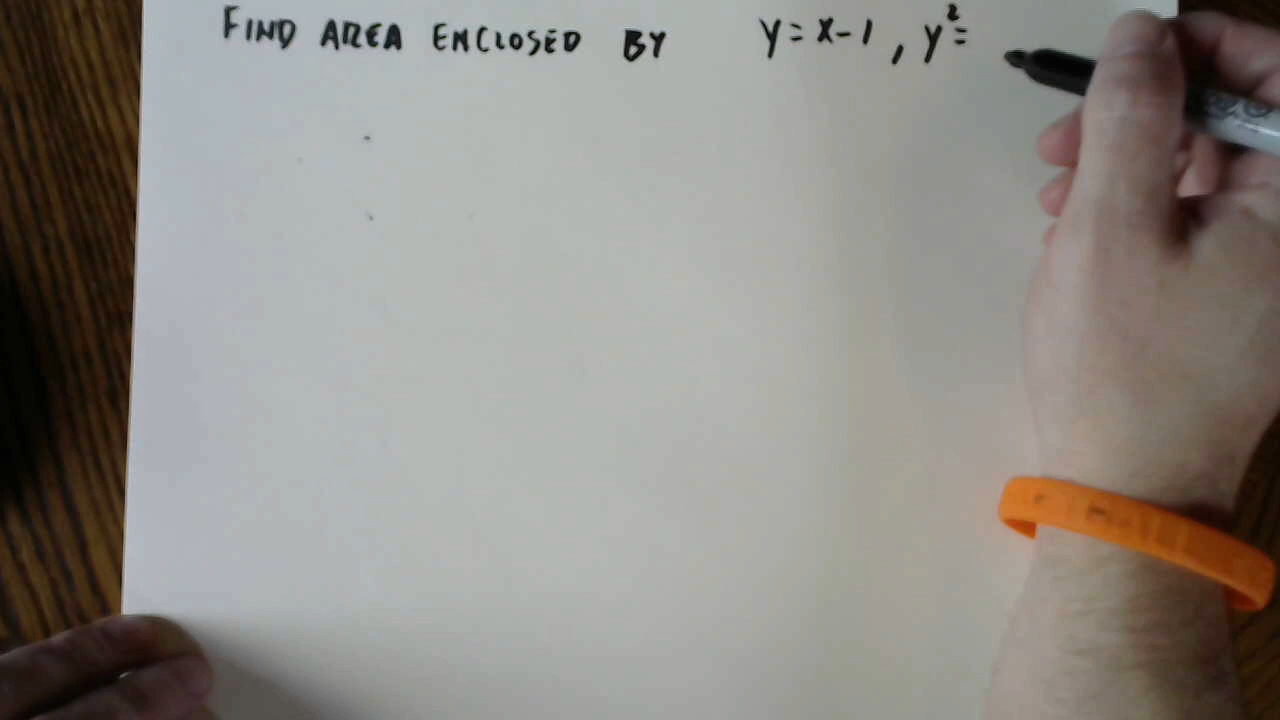 FIND AREA ENCLOSED BY y = x - 1 , y² =